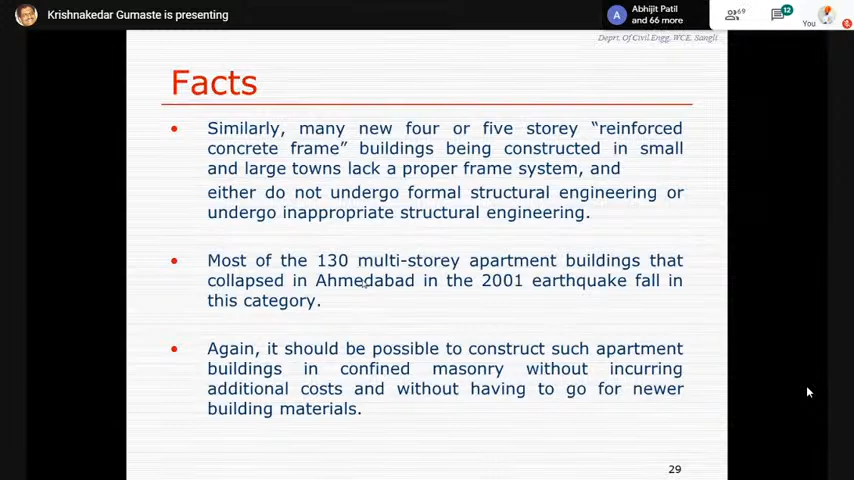 Krishnakedar Gumaste is presenting
Abhijit Patil
and 66 more
69
12
You
A
Deprt. Of Civil Engg, WCE, Sangli
Facts
• Similarly, many new four or five storey “reinforced
concrete frame” buildings being constructed in small
and large towns lack a proper frame system, and
either do not undergo formal structural engineering or
undergo inappropriate structural engineering.
• Most of the 130 multi-storey apartment buildings that
collapsed in Ahmedabad in the 2001 earthquake fall in
this category.
• Again, it should be possible to construct such apartment
buildings in confined masonry without incurring
additional costs and without having to go for newer
building materials.
29